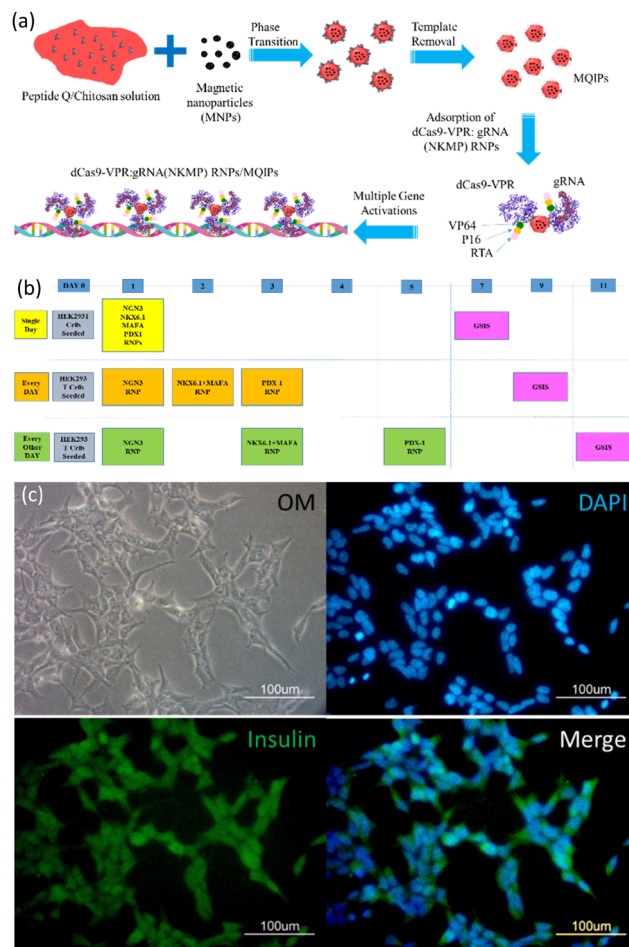 (a)
Phase
Transition
Template
Removal
Peptide Q/Chitosan solution
Magnetic
nanoparticles
(MNPs)
MQIPs
Adsorption of
dCas9-VPR: gRNA
(NKMP) RNPs
dCas9-VPR:gRNA(NKMP) RNPs/MQIPs
Multiple Gene
Activations
dCas9-VPR
gRNA
VP64
P16
RTA
(b)
DAY 0
1
2
3
4
5
7
9
11
Single
Day
HEK293T
Cells
Seeded
NGN3
NKX6.1
MAFA
PDX1
RNPs
GSIS
Every
DAY
HEK293
T Cells
Seeded
NGN3
RNP
NKX6.1+MAFA
RNP
PDX-1
RNP
GSIS
Every
Other
DAY
HEK293
T Cells
Seeded
NGN3
RNP
NKX6.1+MAFA
RNP
PDX-1
RNP
GSIS
(c)
OM
100um
DAPI
100um
Insulin
100um
Merge
100um